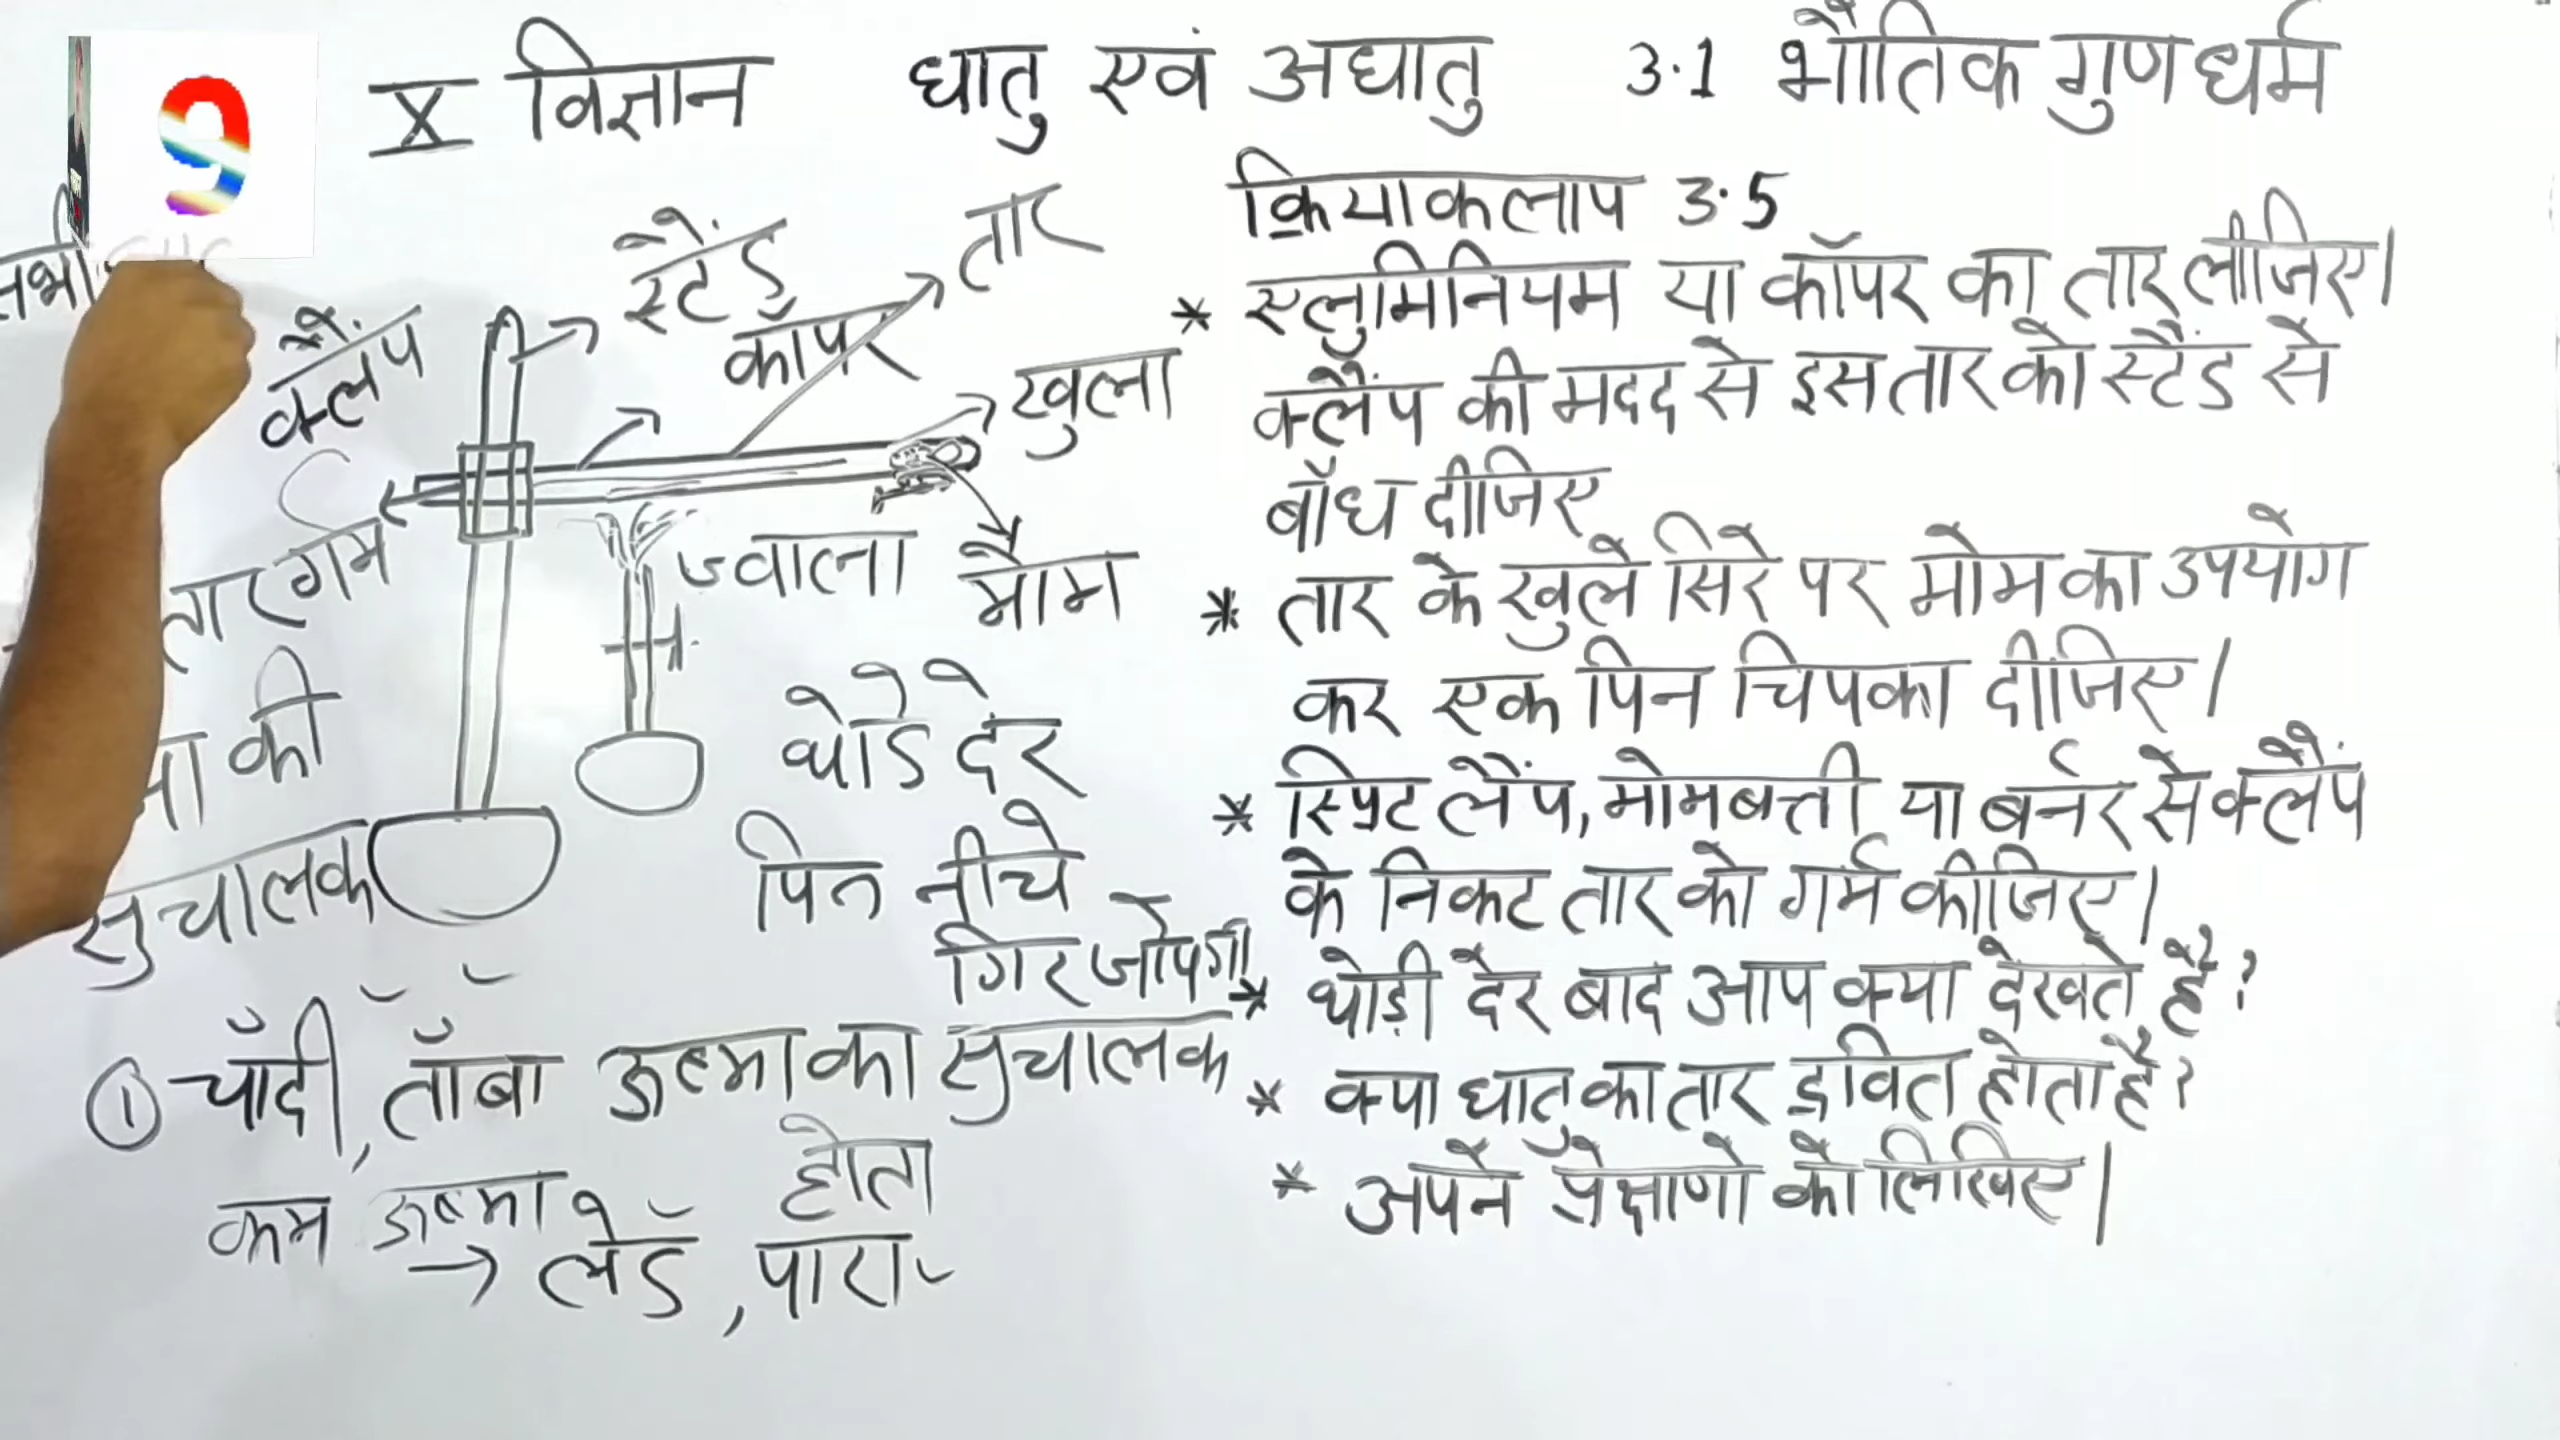 9
X विज्ञान धातु एवं अधातु 3.1 भौतिक गुणधर्म
सभी
स्टैंड
तार
क्लैंप
कॉपर
खुला
तार गर्म
ज्वाला
मोम
की
सुचालक
थोडे देर
पिन नीचे
गिर जाएगी
① चाँदी, ताँबा ऊष्मा का सुचालक
होता
कम ऊष्मा
→ लेड, पारा
क्रियाकलाप 3.5
* एलुमिनियम या कॉपर का तार लीजिए।
क्लैंप की मदद से इस तार को स्टैंड से
बाँध दीजिए
* तार के खुले सिरे पर मोम का उपयोग
कर एक पिन चिपका दीजिए।
* स्प्रिट लैंप, मोमबत्ती या बर्नर से क्लैंप
के निकट तार को गर्म कीजिए।
* थोड़ी देर बाद आप क्या देखते हैं?
* क्या धातु का तार द्रवित होता है?
* अपने प्रेक्षाणो को लिखिए।